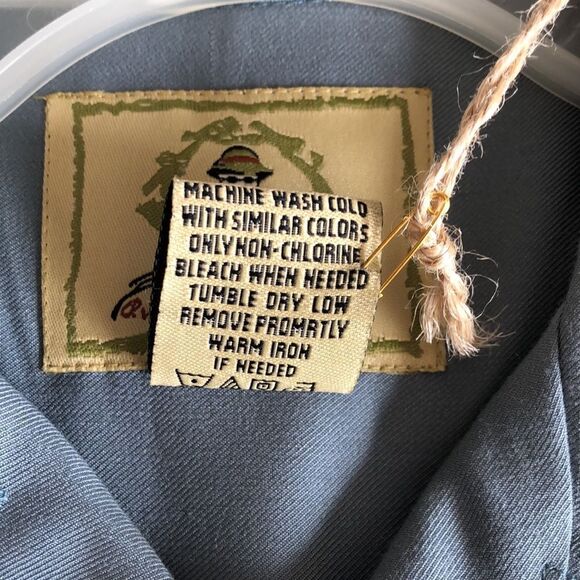 MACHINE WASH COLD
WITH SIMILAR COLORS
ONLY NON-CHLORINE
BLEACH WHEN NEEDED
TUMBLE DRY LOW
REMOVE PROMRTLY
WARM IRON
IF NEEDED